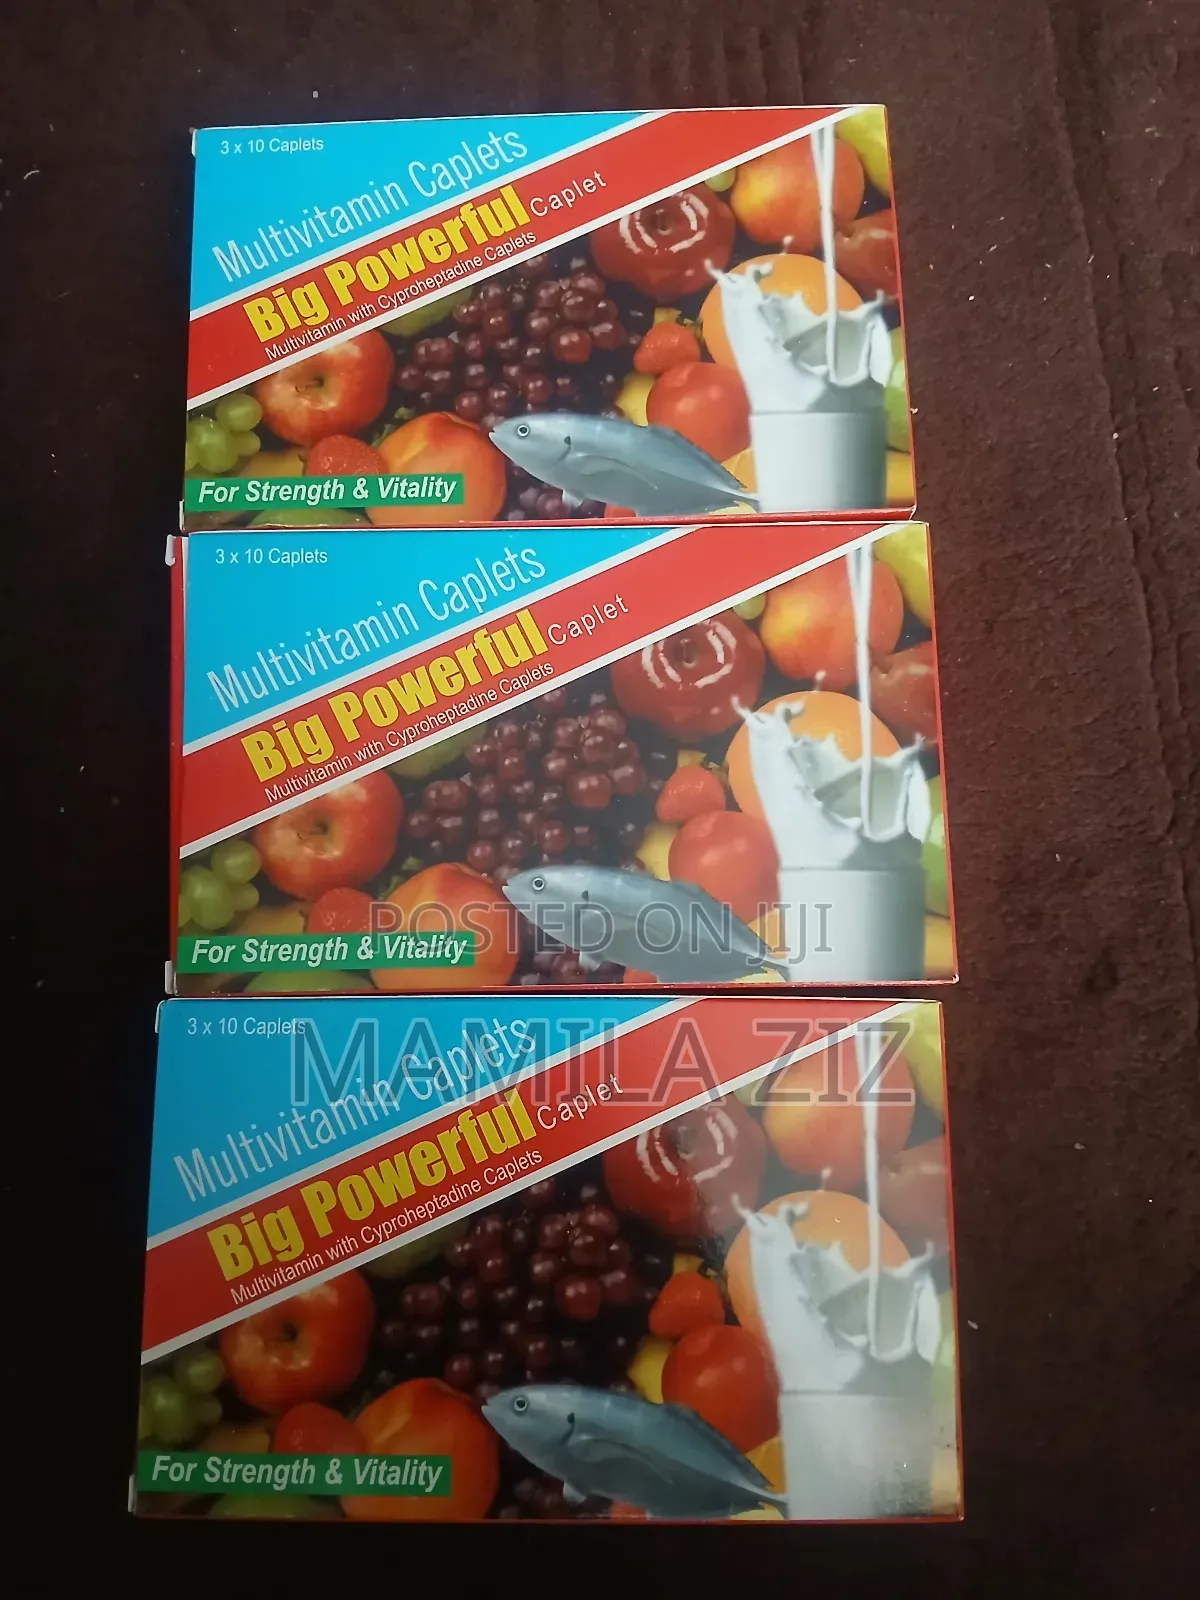 3 x 10 Caplets
Multivitamin Caplets
Big Powerful Caplet
Multivitamin with Cyproheptadine Caplets
For Strength & Vitality
3 x 10 Caplets
Multivitamin Caplets
Big Powerful Caplet
Multivitamin with Cyproheptadine Caplets
POSTED ON JIJI
For Strength & Vitality
3 x 10 Caplets
MAMILA ZIZ
Multivitamin Caplets
Big Powerful Caplet
Multivitamin with Cyproheptadine Caplets
For Strength & Vitality